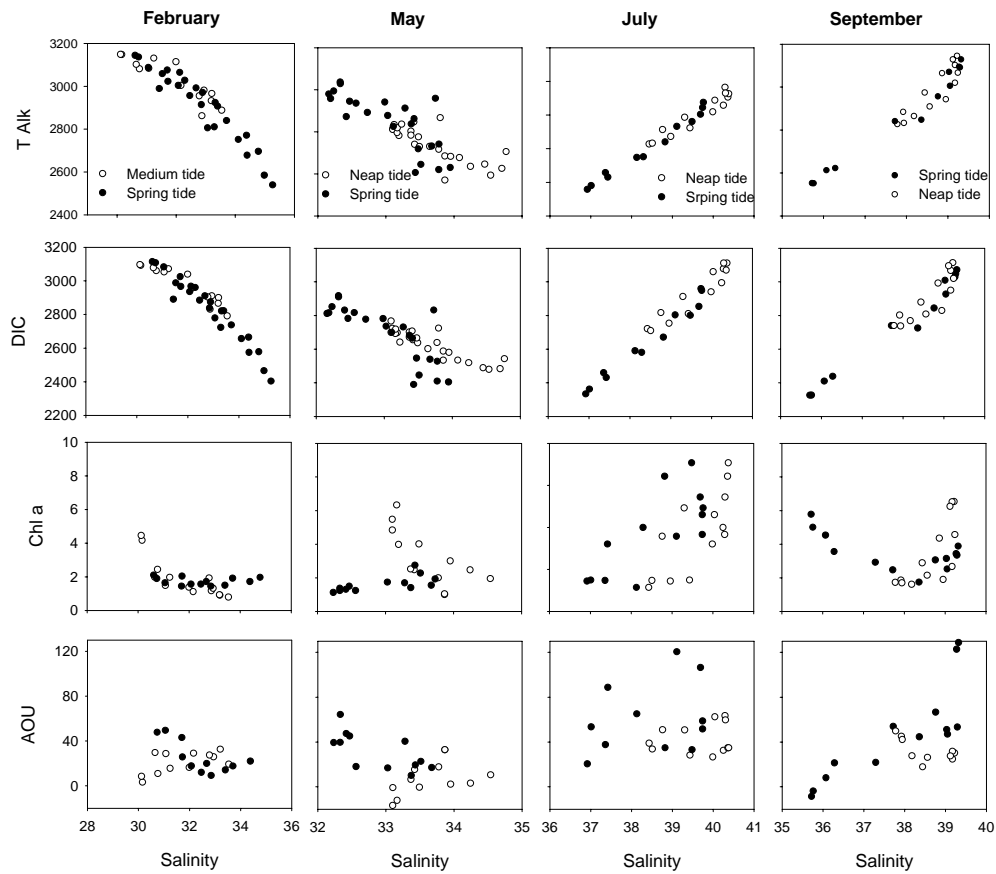 February May July September
T Alk
3200
3000
2800
2600
2400
Medium tide
Spring tide
Neap tide
Spring tide
Neap tide
Srping tide
Spring tide
Neap tide
DIC
3200
3000
2800
2600
2400
2200
Chl a
10
8
6
4
2
0
AOU
120
80
40
0
28 30 32 34 36
32 33 34 35
36 37 38 39 40 41
35 36 37 38 39 40
Salinity Salinity Salinity Salinity